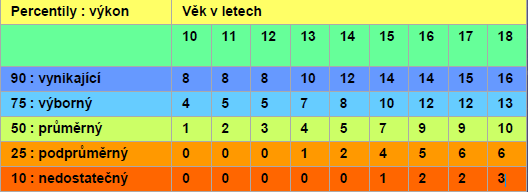 Percentily : výkon Věk v letech
10 11 12 13 14 15 16 17 18
90 : vynikající 8 8 8 10 12 14 14 15 16
75 : výborný 4 5 5 7 8 10 12 12 13
50 : průměrný 1 2 3 4 5 7 9 9 10
25 : podprůměrný 0 0 0 1 2 4 5 6 6
10 : nedostatečný 0 0 0 0 0 1 2 2 3